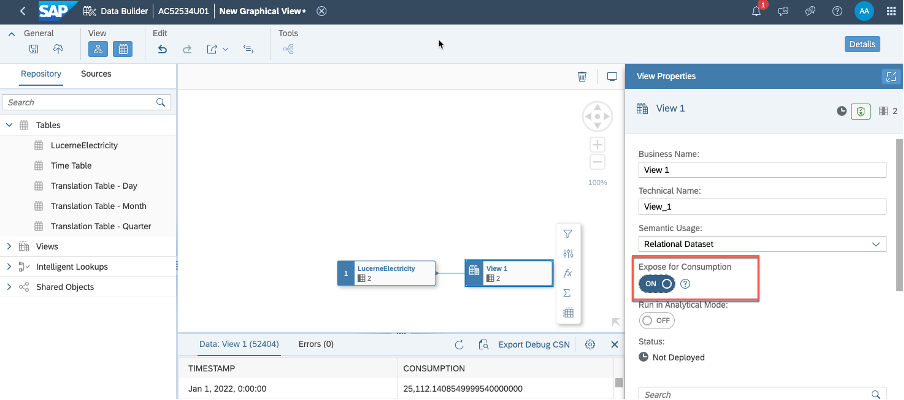 SAP Data Builder AC52534U01 New Graphical View* 1 AA
General View Edit Tools
Details
Repository Sources
View Properties
Search
View 1 2
Tables
LucerneElectricity
Time Table
Translation Table - Day
Translation Table - Month
Translation Table - Quarter
Views
Intelligent Lookups
Shared Objects
100%
1 LucerneElectricity 2
View 1 2
fx
Σ
Business Name:
View 1
Technical Name:
View_1
Semantic Usage:
Relational Dataset
Expose for Consumption
ON ?
Run in Analytical Mode:
OFF
Status:
Not Deployed
Search
Data: View 1 (52404) Errors (0) Export Debug CSN
TIMESTAMP CONSUMPTION
Jan 1, 2022, 0:00:00 25,112.1408549999540000000